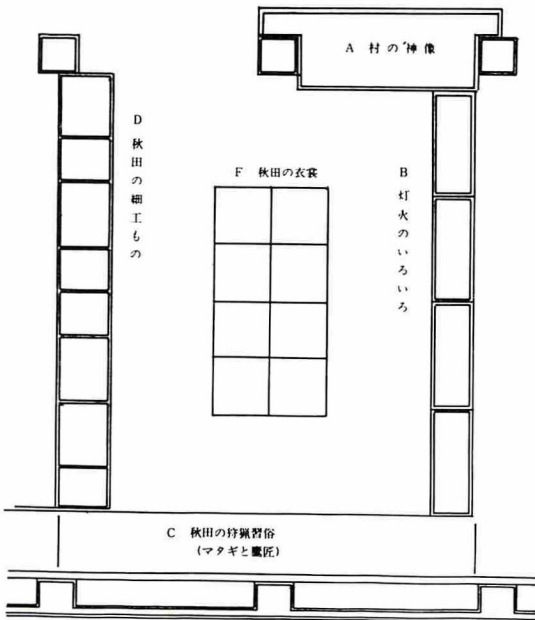 A 村の神像
D 秋田の細工もの
F 秋田の衣裳
B 灯火のいろいろ
C 秋田の狩猟習俗
(マタギと鷹匠)